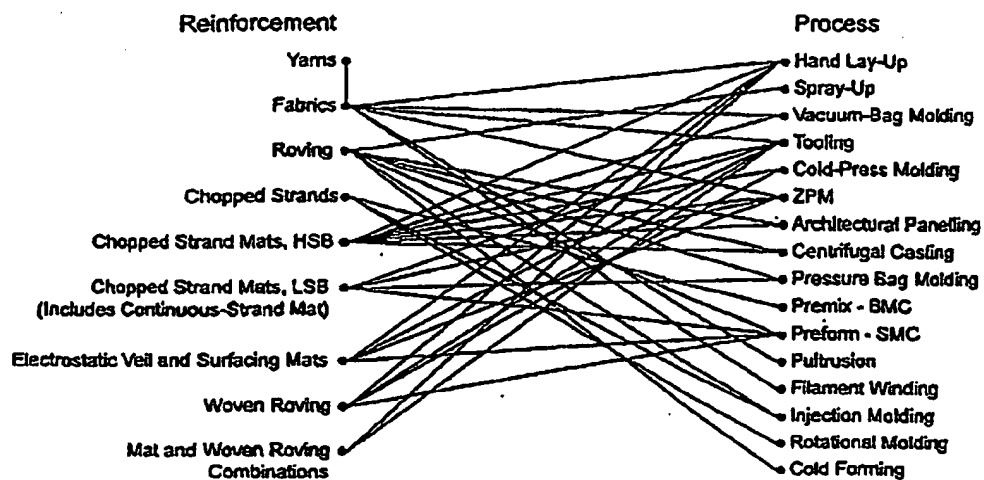 Reinforcement
Yarns
Fabrics
Roving
Chopped Strands
Chopped Strand Mats, HSB
Chopped Strand Mats, LSB
(Includes Continuous-Strand Mat)
Electrostatic Veil and Surfacing Mats
Woven Roving
Mat and Woven Roving
Combinations
Process
Hand Lay-Up
Spray-Up
Vacuum-Bag Molding
Tooling
Cold-Press Molding
ZPM
Architectural Panelling
Centrifugal Casting
Pressure Bag Molding
Premix - BMC
Preform - SMC
Pultrusion
Filament Winding
Injection Molding
Rotational Molding
Cold Forming